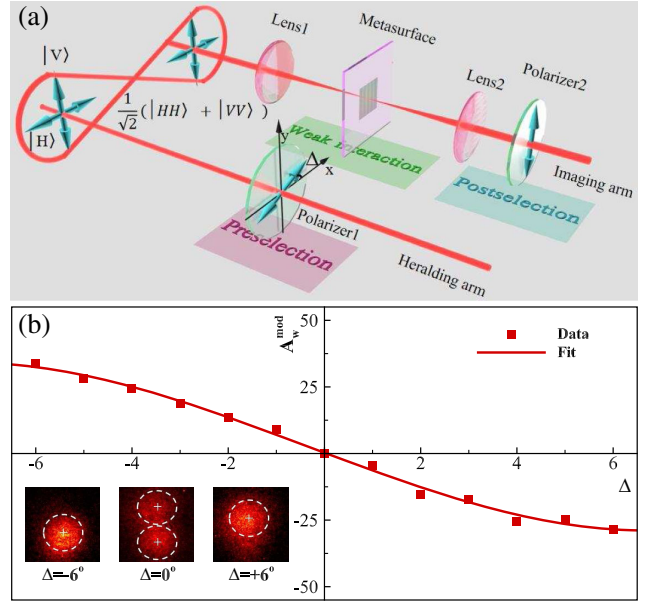 (a)
|V⟩
|H⟩
1/√2 (|HH⟩ + |VV⟩)
Lens1
Metasurface
Lens2
Polarizer2
Weak interaction
y
Δ
x
Polarizer1
Preselection
Postselection
Imaging arm
Heralding arm
(b)
A_w^mod
50
25
-25
-50
-6
-4
-2
0
2
4
6
Δ
Data
Fit
Δ=-6°
Δ=0°
Δ=+6°